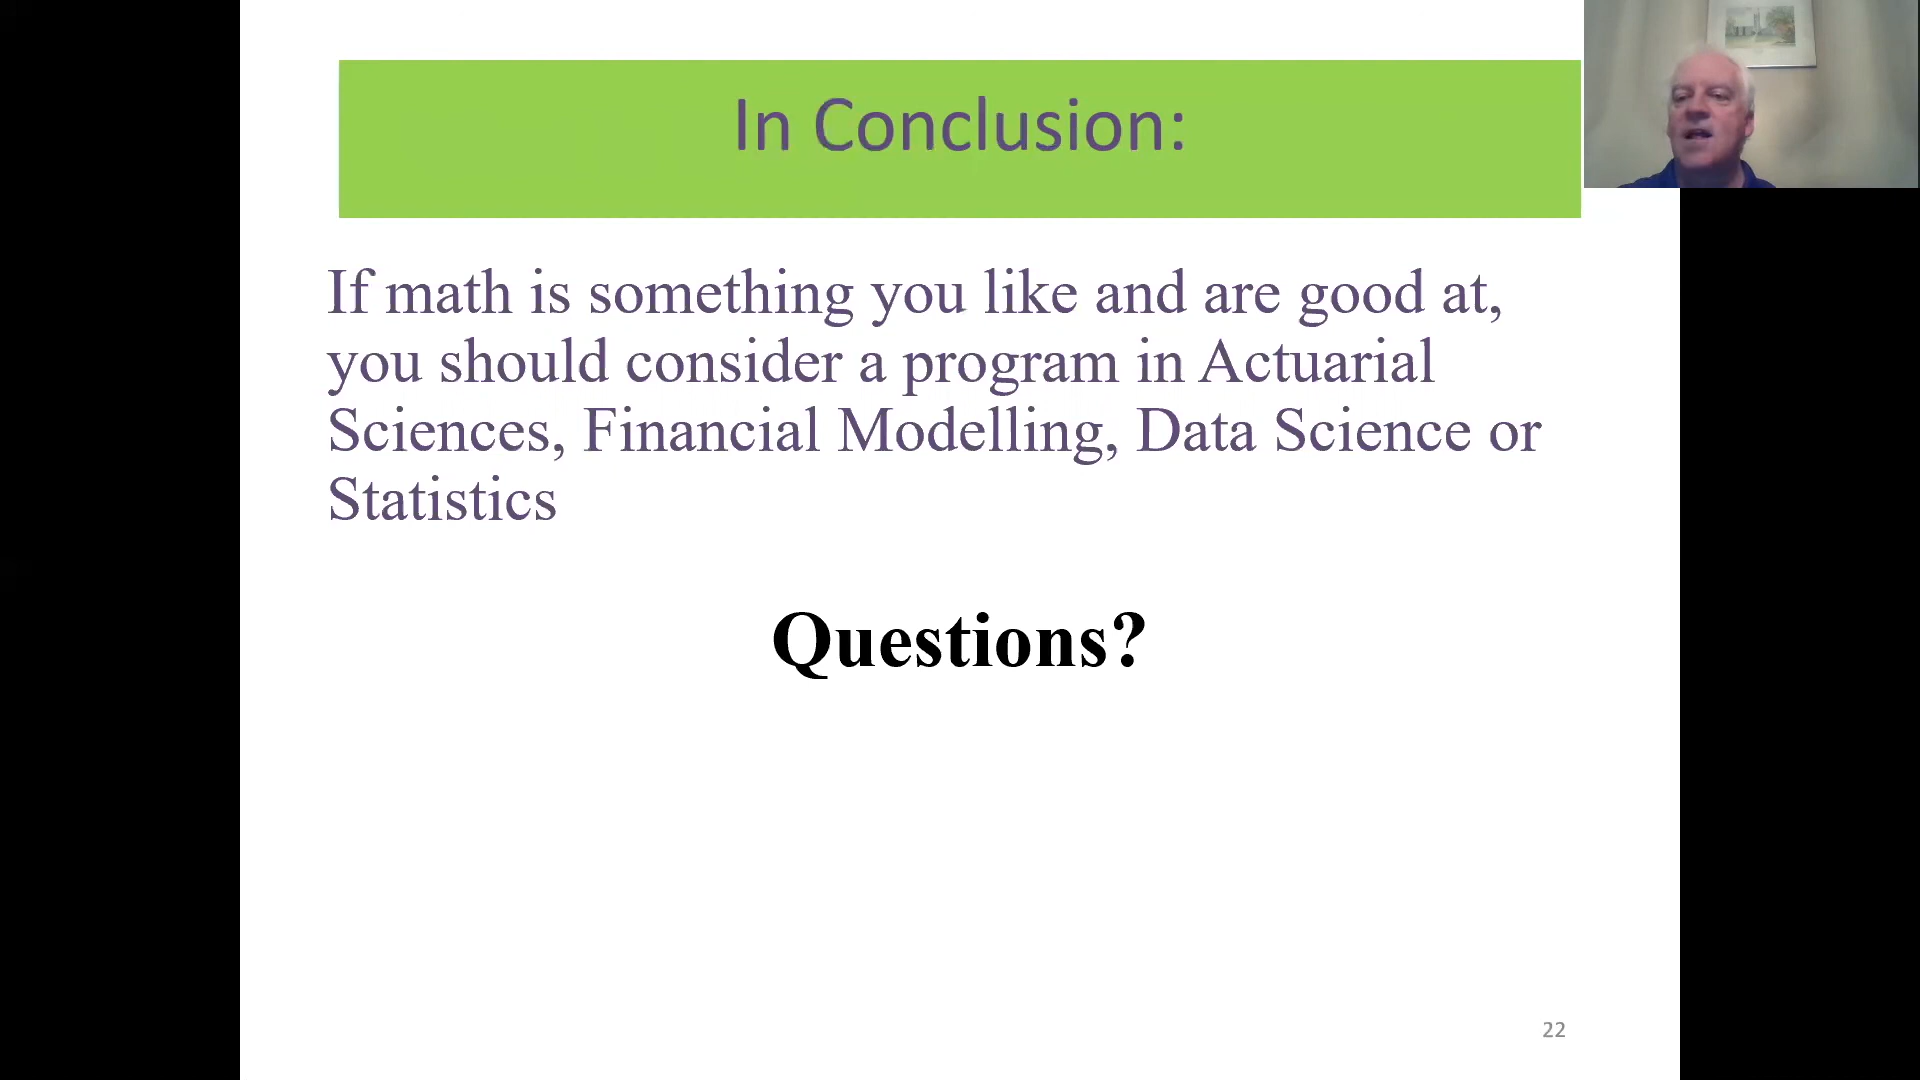 In Conclusion:
If math is something you like and are good at,
you should consider a program in Actuarial
Sciences, Financial Modelling, Data Science or
Statistics
Questions?
22